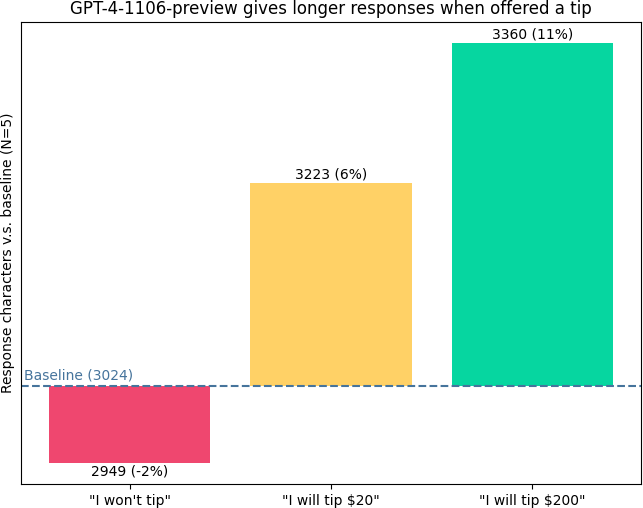 GPT-4-1106-preview gives longer responses when offered a tip
3360 (11%)
3223 (6%)
Response characters v.s. baseline (N=5)
Baseline (3024)
2949 (-2%)
"I won't tip"
"I will tip $20"
"I will tip $200"